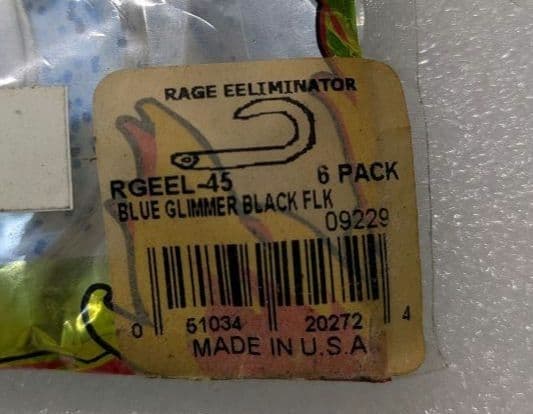 RAGE EELIMINATOR
RGEEL-45 6 PACK
BLUE GLIMMER BLACK FLK
09229
0 51034 20272 4
MADE IN U.S.A